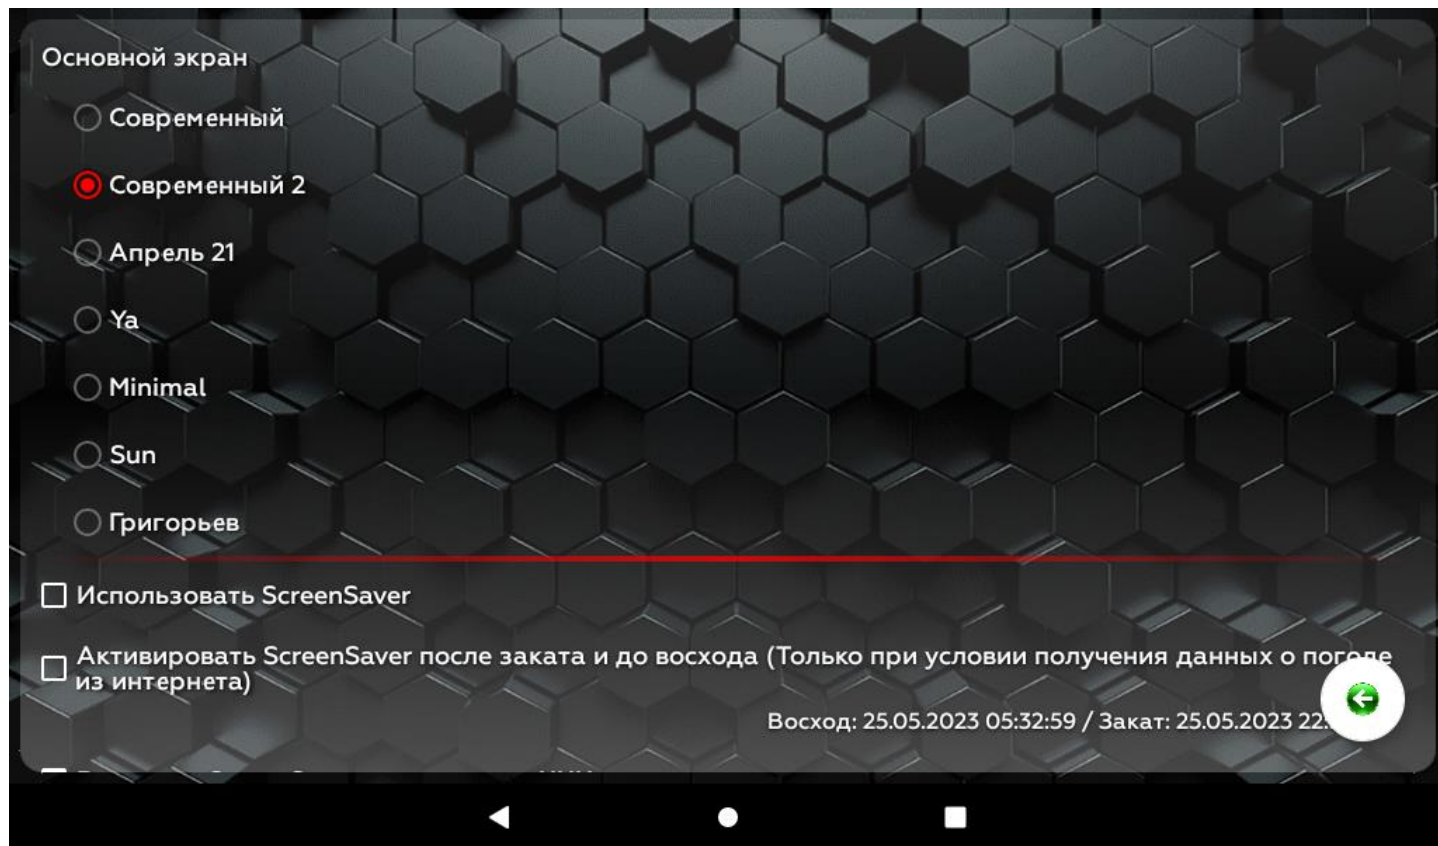 Основной экран
Современный
Современный 2
Апрель 21
Ya
Minimal
Sun
Григорьев
Использовать ScreenSaver
Активировать ScreenSaver после заката и до восхода (Только при условии получения данных о погоде
из интернета)
Восход: 25.05.2023 05:32:59 / Закат: 25.05.2023 22: